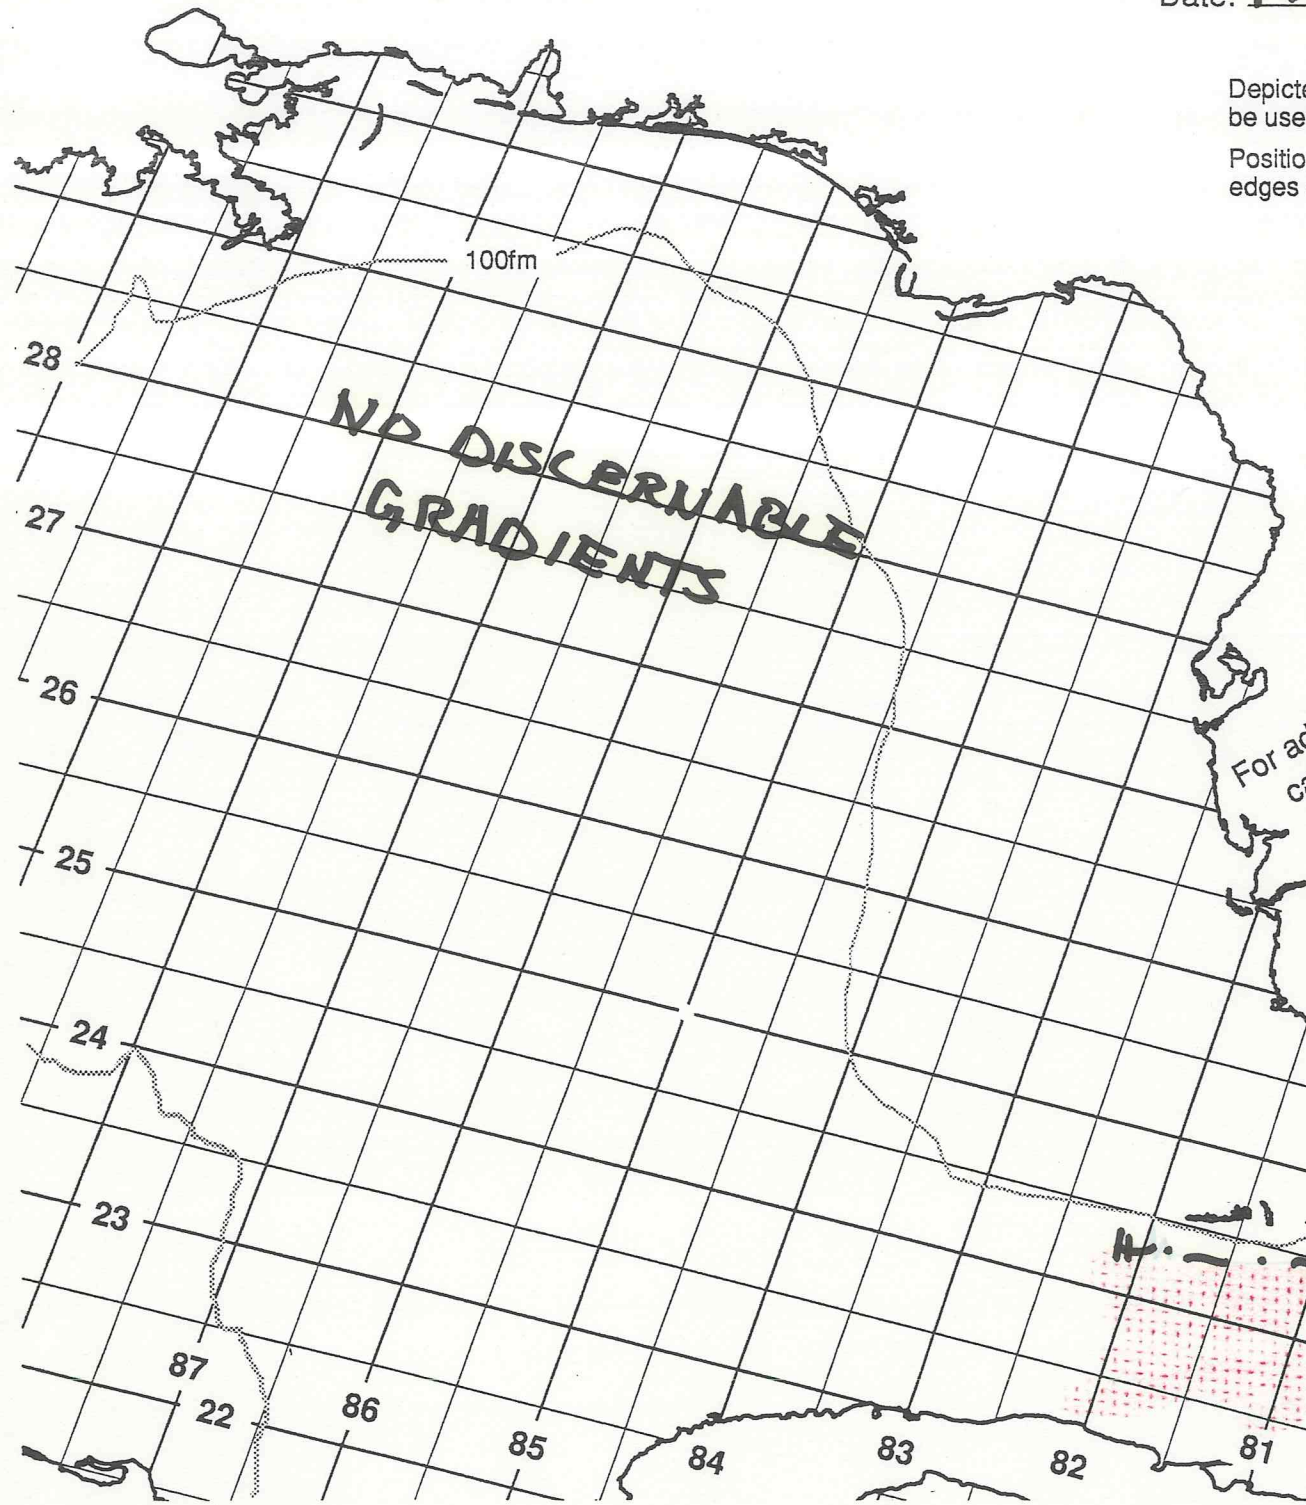 Date:
Depicte
be use
Positio
edges
100fm
28
NO DISCERNABLE
GRADIENTS
27
26
For ad
ca
25
24
23
87
22
86
85
84
83
82
81